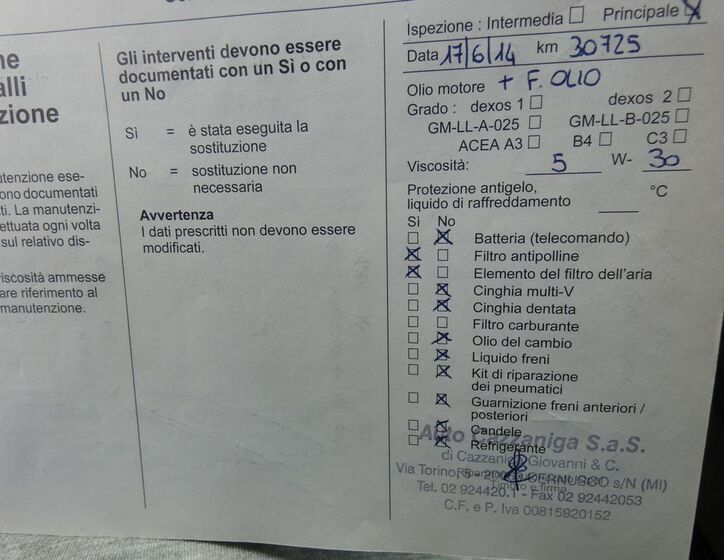 ne
alli
zione
utenzione ese-
ono documentati
ti. La manutenzi-
ettuata ogni volta
sul relativo dis-
viscosità ammesse
are riferimento al
manutenzione.
Gli interventi devono essere
documentati con un Sì o con
un No
Sì = è stata eseguita la
sostituzione
No = sostituzione non
necessaria
Avvertenza
I dati prescritti non devono essere
modificati.
Ispezione : Intermedia Principale
Data 17/6/14 km 30725
Olio motore + F. OLIO
Grado : dexos 1 dexos 2
GM-LL-A-025 GM-LL-B-025
ACEA A3 B4 C3
Viscosità: 5 W- 30
Protezione antigelo,
liquido di raffreddamento °C
Sì No
Batteria (telecomando)
Filtro antipolline
Elemento del filtro dell'aria
Cinghia multi-V
Cinghia dentata
Filtro carburante
Olio del cambio
Liquido freni
Kit di riparazione
dei pneumatici
Guarnizione freni anteriori /
posteriori
Candele
Refrigerante
Auto Cazzaniga S.a.S.
di Cazzaniga Giovanni & C.
Via Torino, CERNUSCO s/N (MI)
Timbro e firma
Tel. 02 924420.1 - Fax 02 92442053
C.F. e P. Iva 00815920152